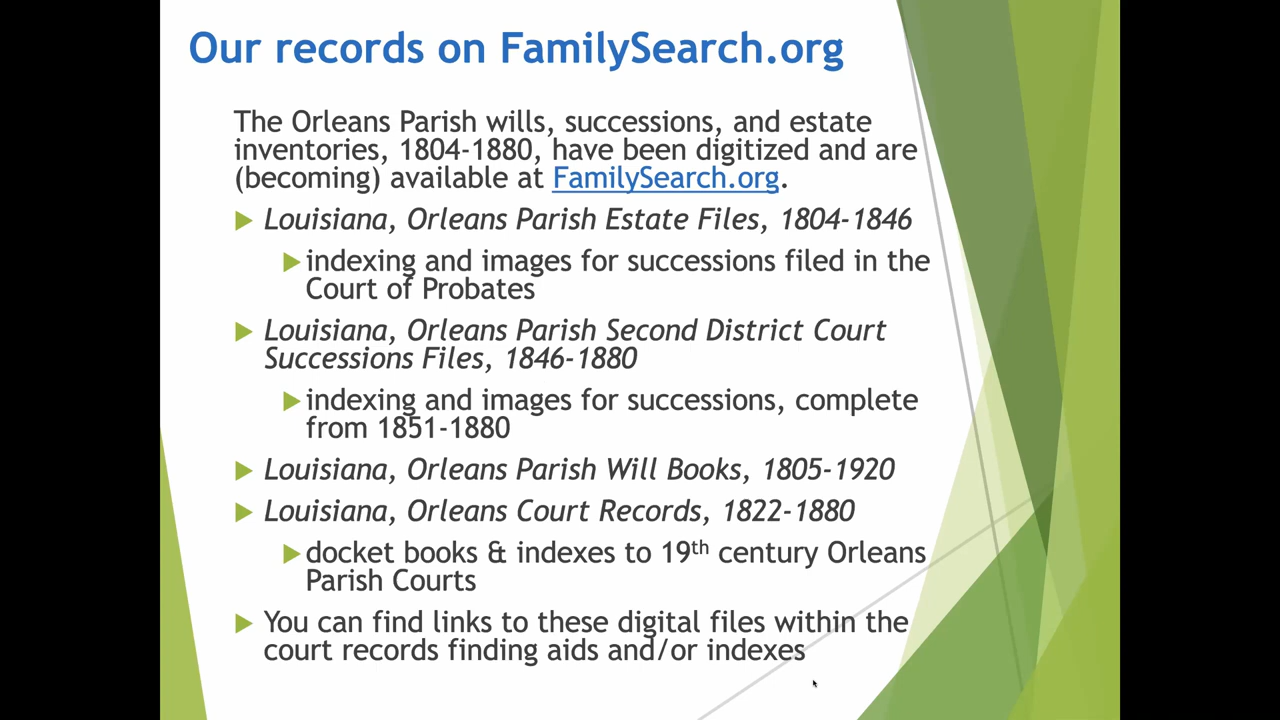 Our records on FamilySearch.org
The Orleans Parish wills, successions, and estate
inventories, 1804-1880, have been digitized and are
(becoming) available at FamilySearch.org.
Louisiana, Orleans Parish Estate Files, 1804-1846
indexing and images for successions filed in the
Court of Probates
Louisiana, Orleans Parish Second District Court
Successions Files, 1846-1880
indexing and images for successions, complete
from 1851-1880
Louisiana, Orleans Parish Will Books, 1805-1920
Louisiana, Orleans Court Records, 1822-1880
docket books & indexes to 19th century Orleans
Parish Courts
You can find links to these digital files within the
court records finding aids and/or indexes